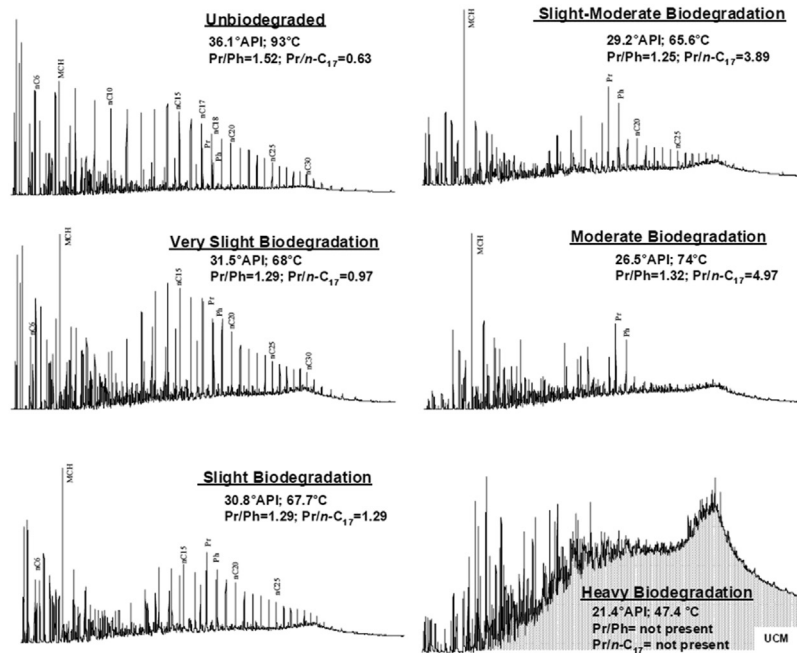 Unbiodegraded
36.1°API; 93°C
Pr/Ph=1.52; Pr/n-C17=0.63
nC6
MCH
nC10
nC15
nC17
Pr
nC18
Ph
nC20
nC25
nC30
Slight-Moderate Biodegradation
29.2°API; 65.6°C
Pr/Ph=1.25; Pr/n-C17=3.89
MCH
Pr
Ph
nC20
nC25
Very Slight Biodegradation
31.5°API; 68°C
Pr/Ph=1.29; Pr/n-C17=0.97
nC6
MCH
nC15
Pr
Ph
nC20
nC25
nC30
Moderate Biodegradation
26.5°API; 74°C
Pr/Ph=1.32; Pr/n-C17=4.97
MCH
Pr
Ph
Slight Biodegradation
30.8°API; 67.7°C
Pr/Ph=1.29; Pr/n-C17=1.29
nC6
MCH
nC15
Pr
Ph
nC20
nC25
Heavy Biodegradation
21.4°API; 47.4 °C
Pr/Ph= not present
Pr/n-C17= not present
UCM